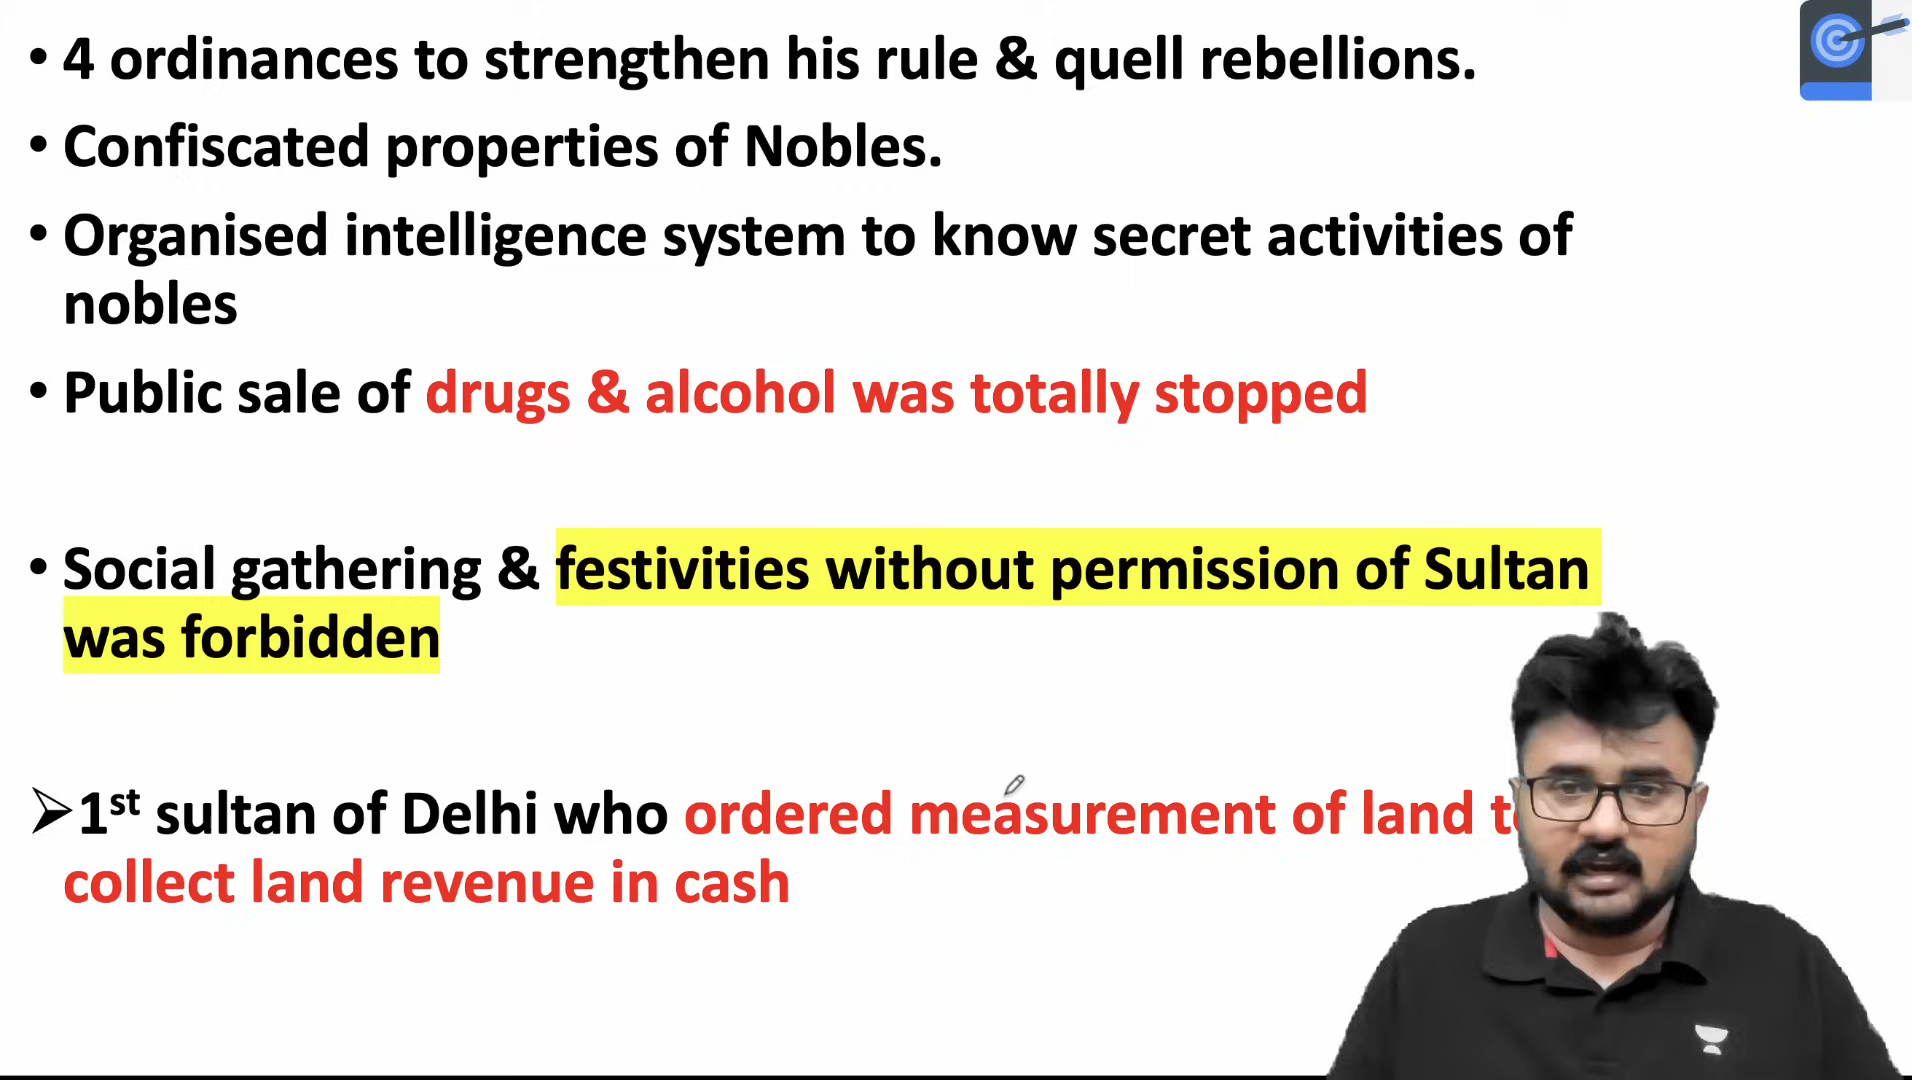 • 4 ordinances to strengthen his rule & quell rebellions.
• Confiscated properties of Nobles.
• Organised intelligence system to know secret activities of
nobles
• Public sale of drugs & alcohol was totally stopped
• Social gathering & festivities without permission of Sultan
was forbidden
➢1st sultan of Delhi who ordered measurement of land
collect land revenue in cash